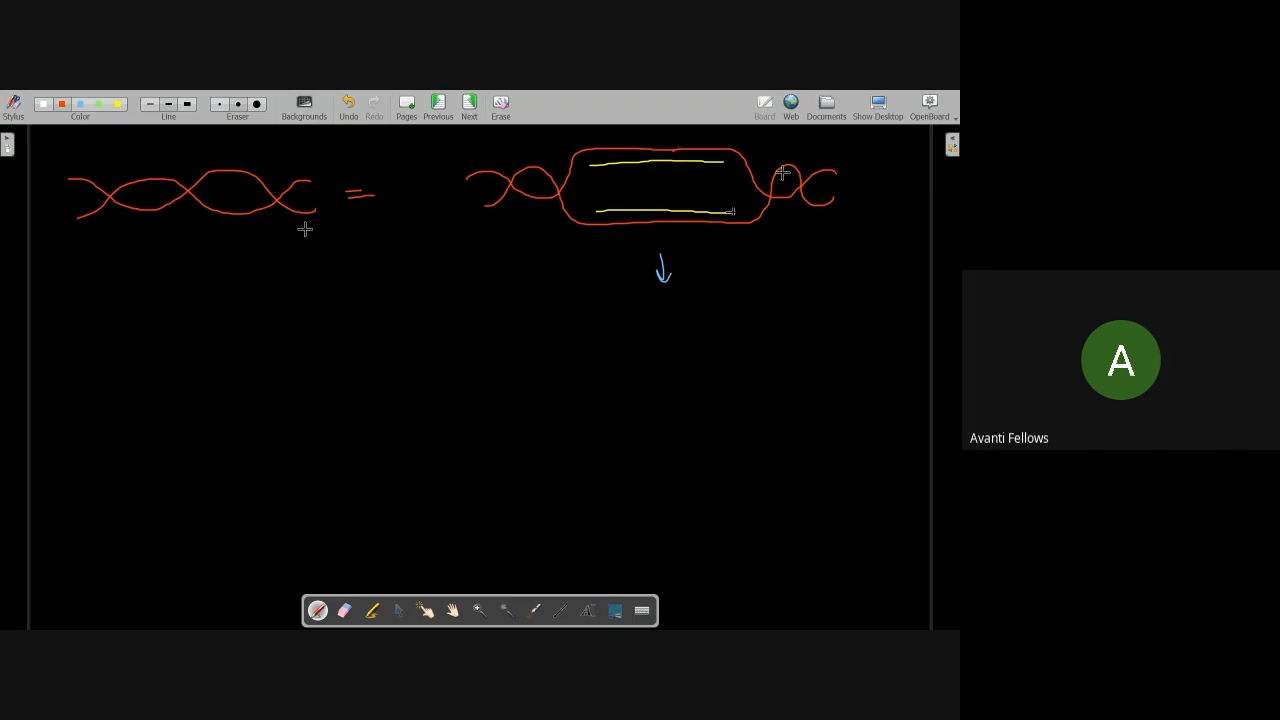 Stylus
Color
Line
Eraser
Backgrounds
Undo
Redo
Pages
Previous
Next
Erase
Board
Web
Documents
Show Desktop
OpenBoard
=
A
Avanti Fellows